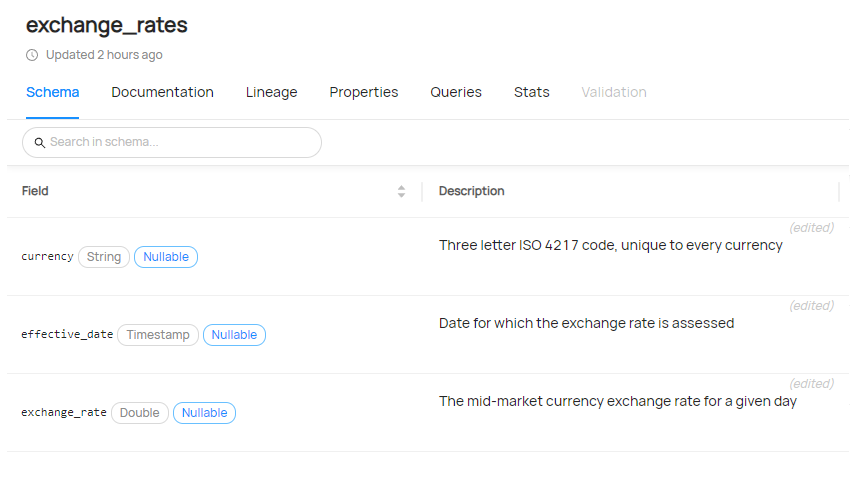 exchange_rates
Updated 2 hours ago
Schema Documentation Lineage Properties Queries Stats Validation
Search in schema...
Field Description
(edited)
currency String Nullable Three letter ISO 4217 code, unique to every currency
(edited)
effective_date Timestamp Nullable Date for which the exchange rate is assessed
(edited)
exchange_rate Double Nullable The mid-market currency exchange rate for a given day